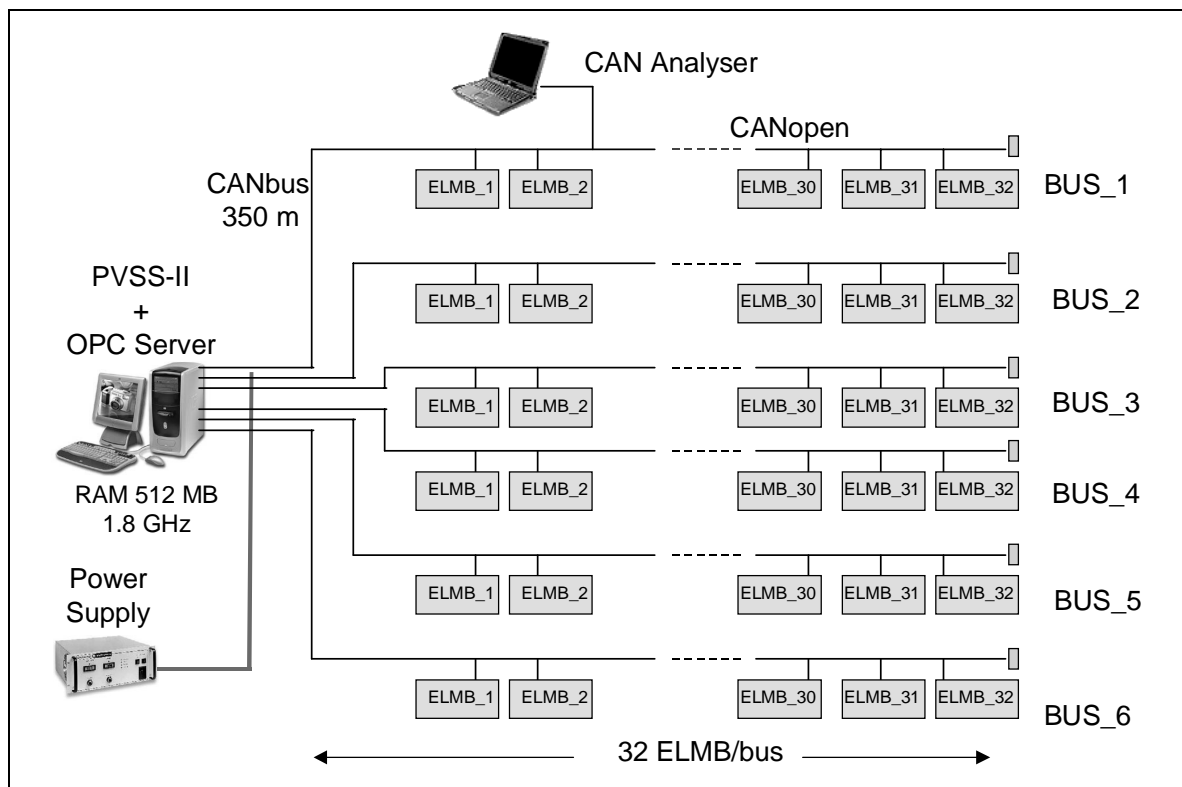 CAN Analyser
CANopen
CANbus
350 m
ELMB_1 ELMB_2 ELMB_30 ELMB_31 ELMB_32
BUS_1
PVSS-II
+
OPC Server
ELMB_1 ELMB_2 ELMB_30 ELMB_31 ELMB_32
BUS_2
ELMB_1 ELMB_2 ELMB_30 ELMB_31 ELMB_32
BUS_3
RAM 512 MB
1.8 GHz
ELMB_1 ELMB_2 ELMB_30 ELMB_31 ELMB_32
BUS_4
Power
Supply
ELMB_1 ELMB_2 ELMB_30 ELMB_31 ELMB_32
BUS_5
ELMB_1 ELMB_2 ELMB_30 ELMB_31 ELMB_32
BUS_6
32 ELMB/bus